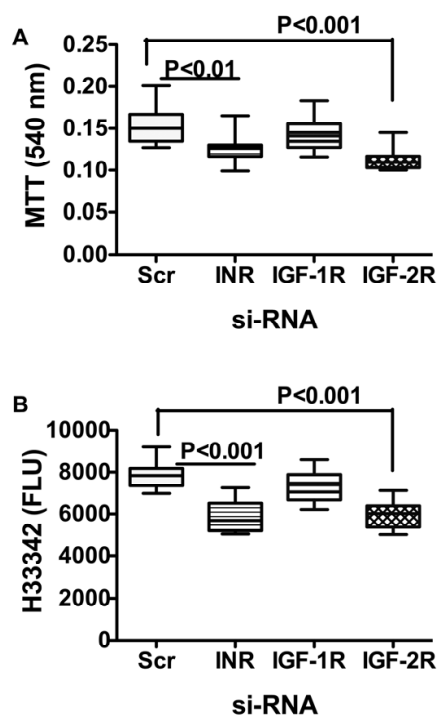 A
P<0.001
P<0.01
MTT (540 nm)
0.25
0.20
0.15
0.10
0.05
0.00
Scr INR IGF-1R IGF-2R
si-RNA
B
P<0.001
P<0.001
H33342 (FLU)
10000
8000
6000
4000
2000
0
Scr INR IGF-1R IGF-2R
si-RNA